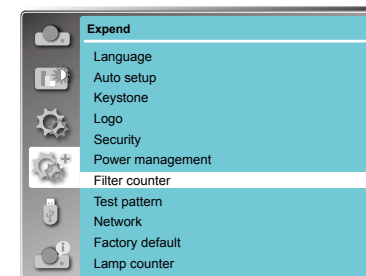 Expend
Language
Auto setup
Keystone
Logo
Security
Power management
Filter counter
Test pattern
Network
Factory default
Lamp counter